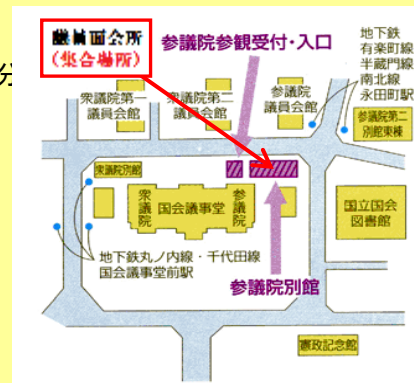 議員面会所
(集合場所)
参議院参観受付・入口
地下鉄
有楽町線
半蔵門線
南北線
永田町駅
分
衆議院第一
議員会館
衆議院第二
議員会館
参議院
議員会館
参議院第二
別館東棟
衆議院別館
衆議院
国会議事堂
参議院
国立国会
図書館
地下鉄丸ノ内線・千代田線
国会議事堂前駅
参議院別館
憲政記念館